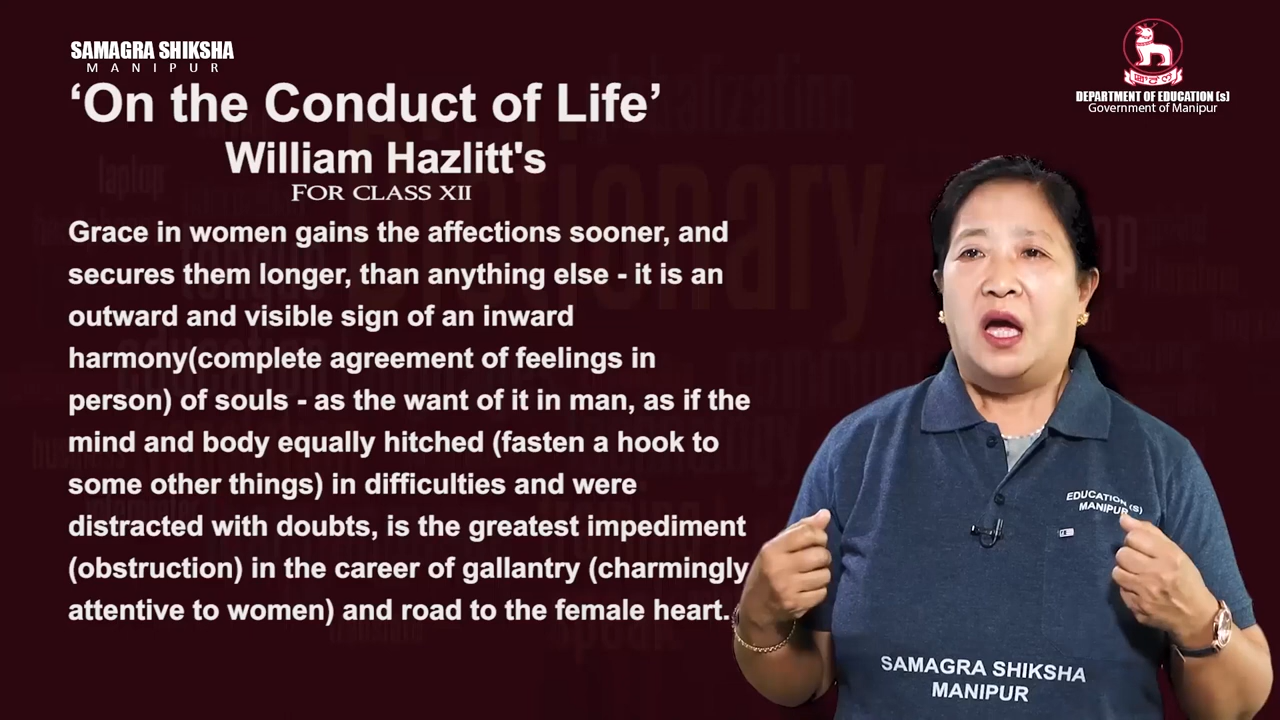 SAMAGRA SHIKSHA
MANIPUR
DEPARTMENT OF EDUCATION (s)
Government of Manipur
‘On the Conduct of Life’
William Hazlitt's
FOR CLASS XII
Grace in women gains the affections sooner, and
secures them longer, than anything else - it is an
outward and visible sign of an inward
harmony(complete agreement of feelings in
person) of souls - as the want of it in man, as if the
mind and body equally hitched (fasten a hook to
some other things) in difficulties and were
distracted with doubts, is the greatest impediment
(obstruction) in the career of gallantry (charmingly
attentive to women) and road to the female heart.
EDUCATION (s)
MANIPUR
SAMAGRA SHIKSHA
MANIPUR